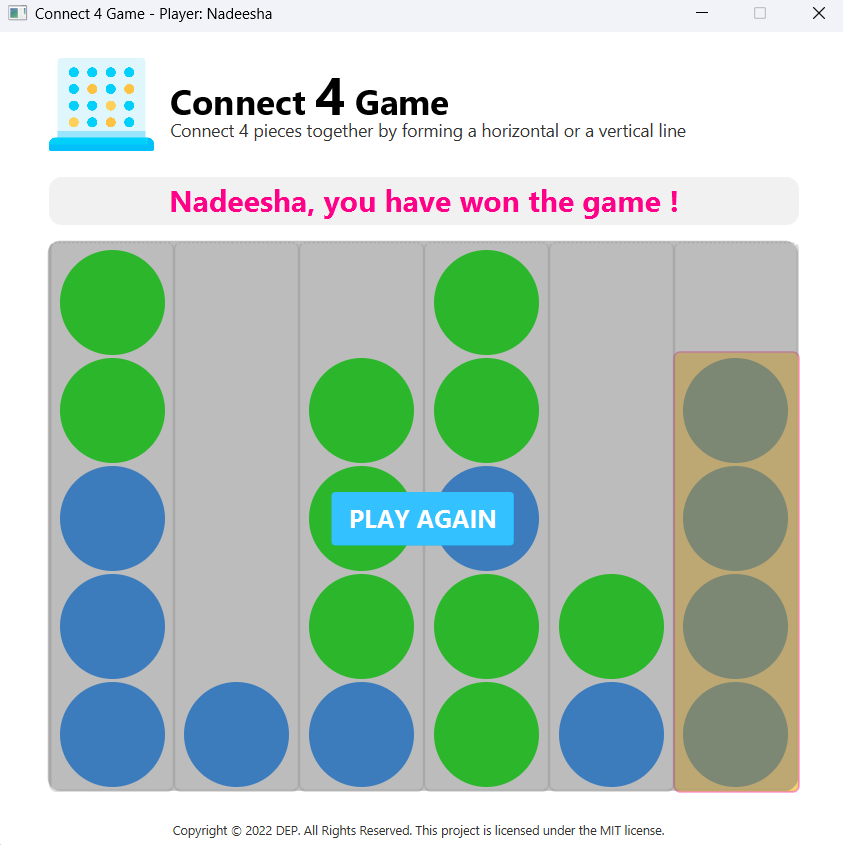 Connect 4 Game - Player: Nadeesha
Connect 4 Game
Connect 4 pieces together by forming a horizontal or a vertical line
Nadeesha, you have won the game !
PLAY AGAIN
Copyright © 2022 DEP. All Rights Reserved. This project is licensed under the MIT license.